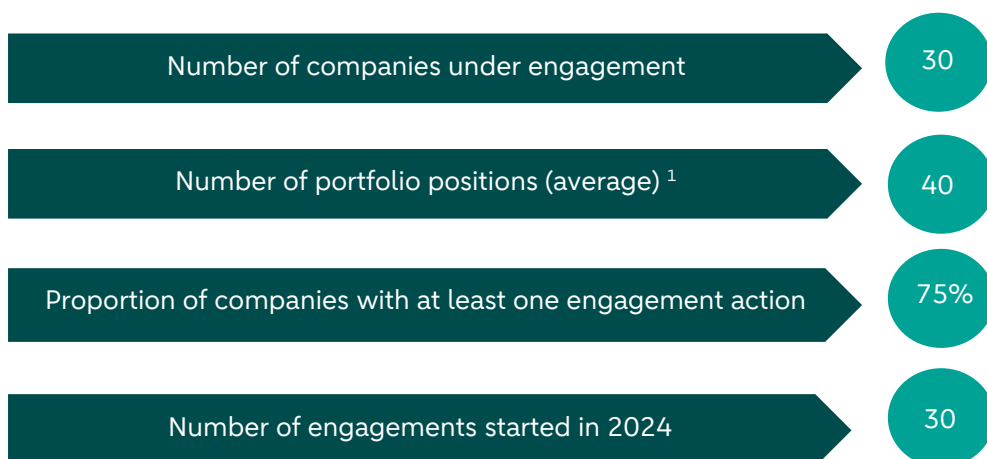 Number of companies under engagement 30
Number of portfolio positions (average) 1 40
Proportion of companies with at least one engagement action 75%
Number of engagements started in 2024 30